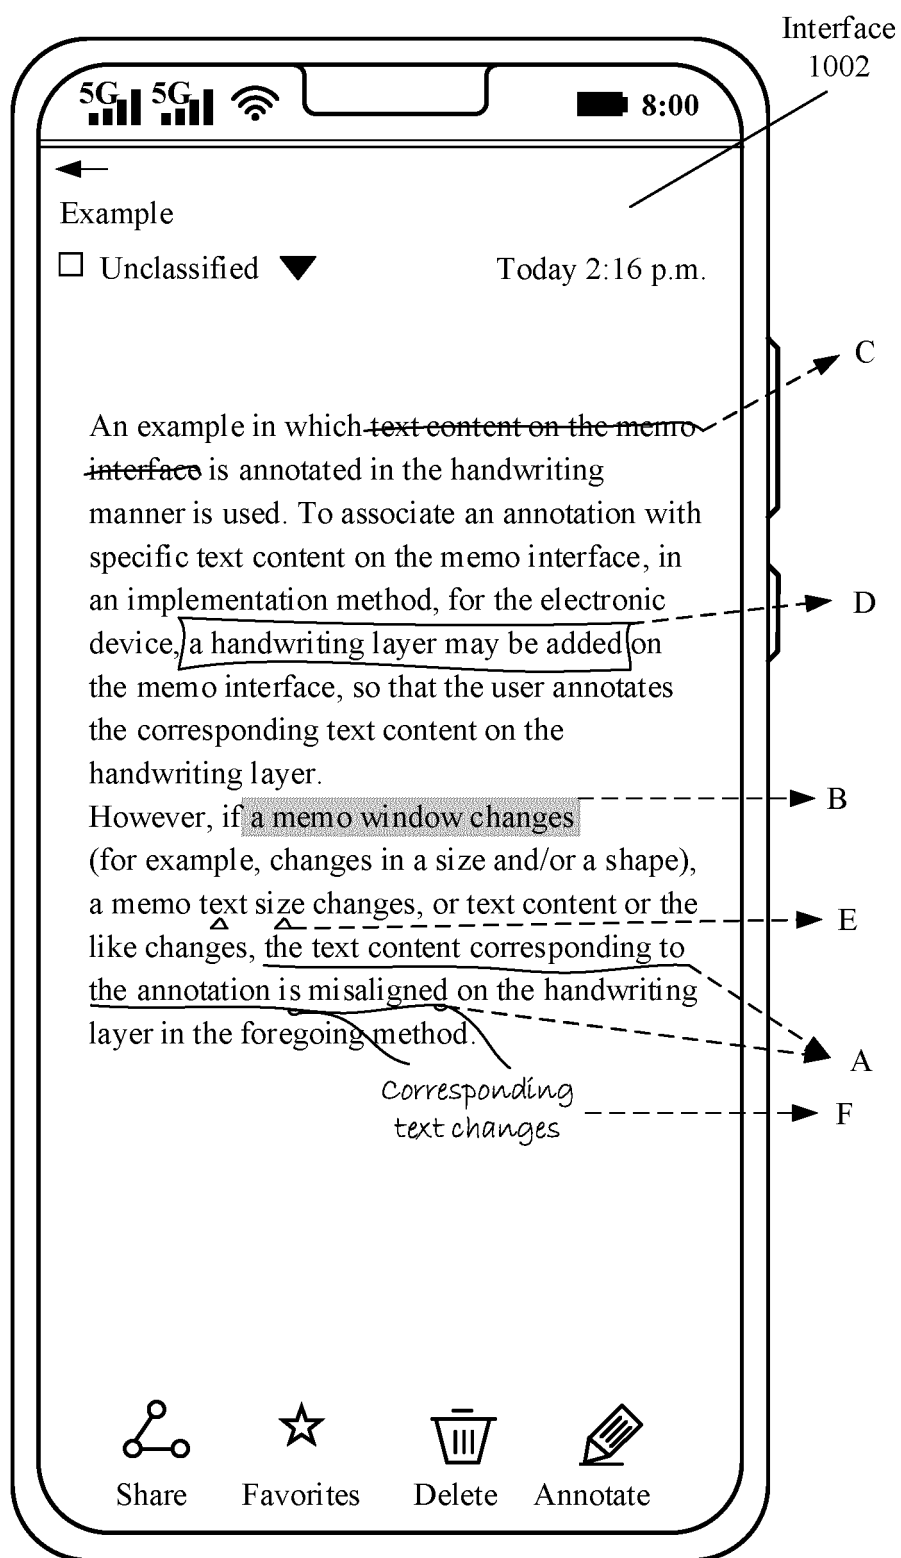 Interface
1002
5G 5G 8:00
Example
Unclassified Today 2:16 p.m.
C
An example in which text content on the memo
interface is annotated in the handwriting
manner is used. To associate an annotation with
specific text content on the memo interface, in
an implementation method, for the electronic
D
device, a handwriting layer may be added on
the memo interface, so that the user annotates
the corresponding text content on the
handwriting layer.
B
However, if a memo window changes
(for example, changes in a size and/or a shape),
a memo text size changes, or text content or the
E
like changes, the text content corresponding to
the annotation is misaligned on the handwriting
layer in the foregoing method.
A
Corresponding
text changes
F
Share Favorites Delete Annotate